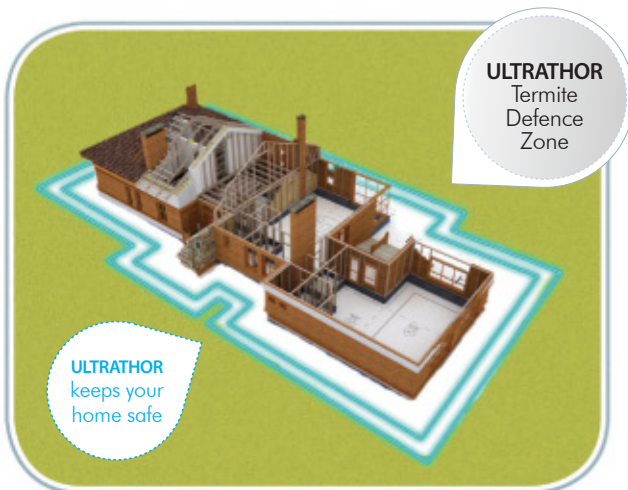 ULTRATHOR
Termite
Defence
Zone
ULTRATHOR
keeps your
home safe